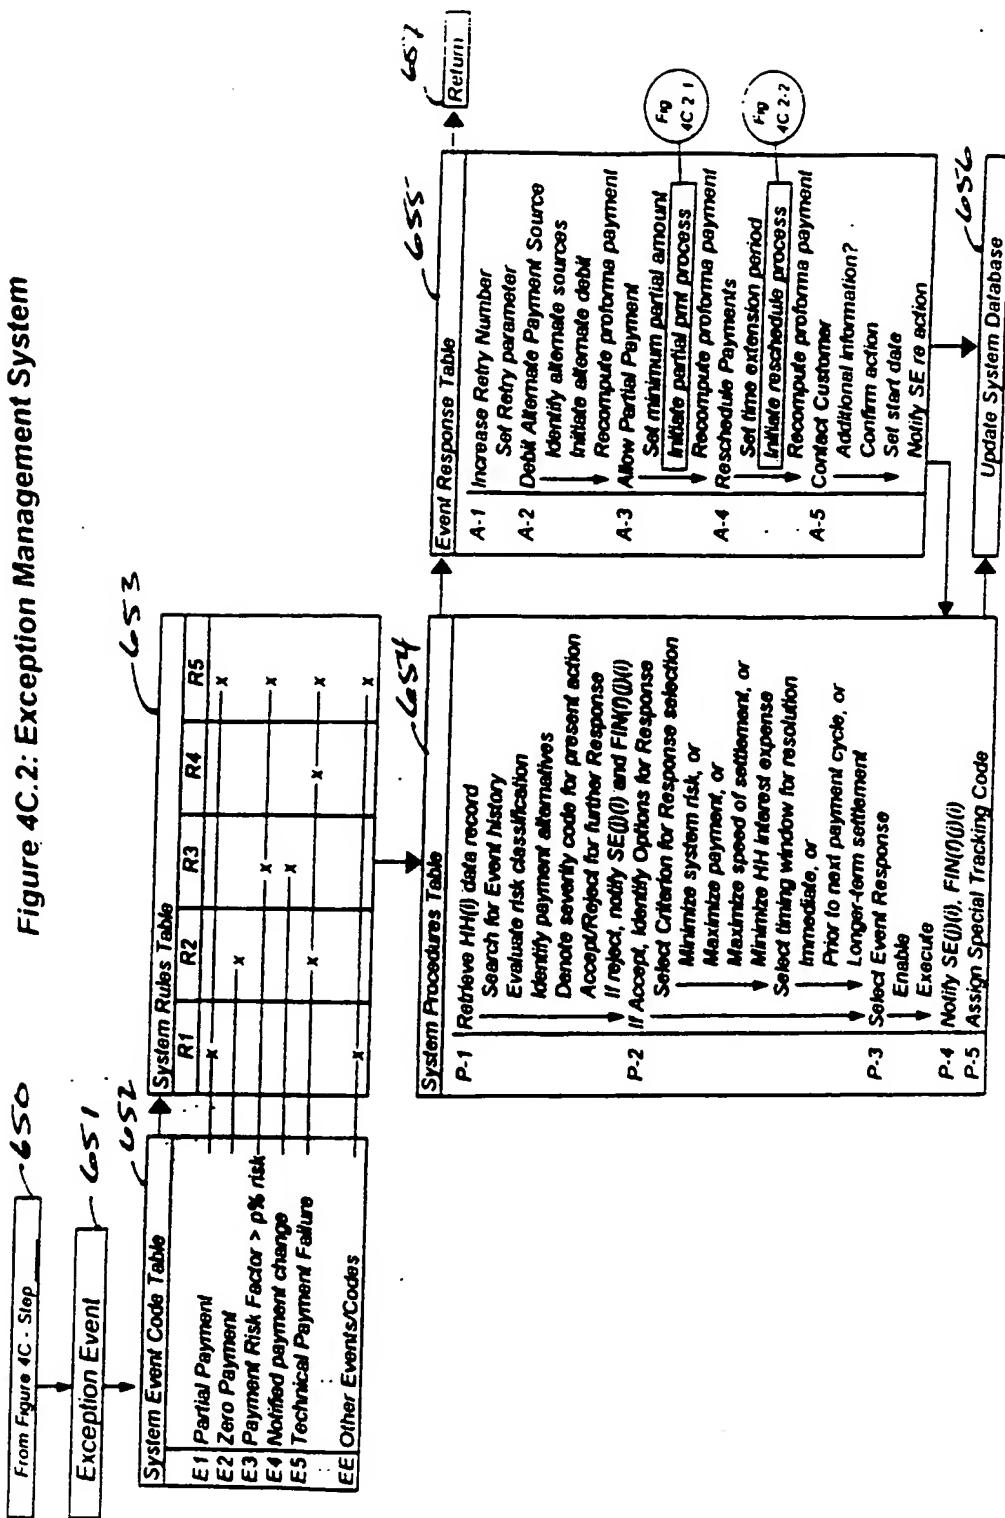 Figure 4C.2: Exception Management System
From Figure 4C - Step
650
Exception Event
651
652
System Event Code Table
E1 Partial Payment
E2 Zero Payment
E3 Payment Risk Factor > p% risk
E4 Notified payment change
E5 Technical Payment Failure
EE Other Events/Codes
653
System Rules Table
R1 R2 R3 R4 R5
x x
x
x x
x
x x x
x x
654
System Procedures Table
P-1 Retrieve HH(i) data record
Search for Event history
Evaluate risk classification
Identify payment alternatives
Denote severity code for present action
Accept/Reject for further Response
If reject, notify SE(j)(i) and FIN(f)(j)(i)
P-2 If Accept, Identify Options for Response
Select Criterion for Response selection
Minimize system risk, or
Maximize payment, or
Maximize speed of settlement, or
Minimize HH interest expense
Select timing window for resolution
Immediate, or
Prior to next payment cycle, or
Longer-term settlement
P-3 Select Event Response
Enable
Execute
P-4 Notify SE(j)(i), FIN(f)(j)(i)
P-5 Assign Special Tracking Code
655
Event Response Table
A-1 Increase Retry Number
Set Retry parameter
A-2 Debit Alternate Payment Source
Identify alternate sources
Initiate alternate debit
Recompute proforma payment
A-3 Allow Partial Payment
Set minimum partial amount
Initiate partial pmt process
Recompute proforma payment
A-4 Reschedule Payments
Set time extension period
Initiate reschedule process
Recompute proforma payment
A-5 Contact Customer
Additional Information?
Confirm action
Set start date
Notify SE re action
Fig
4C 2 1
Fig
4C 2-2
657
Return
656
Update System Database